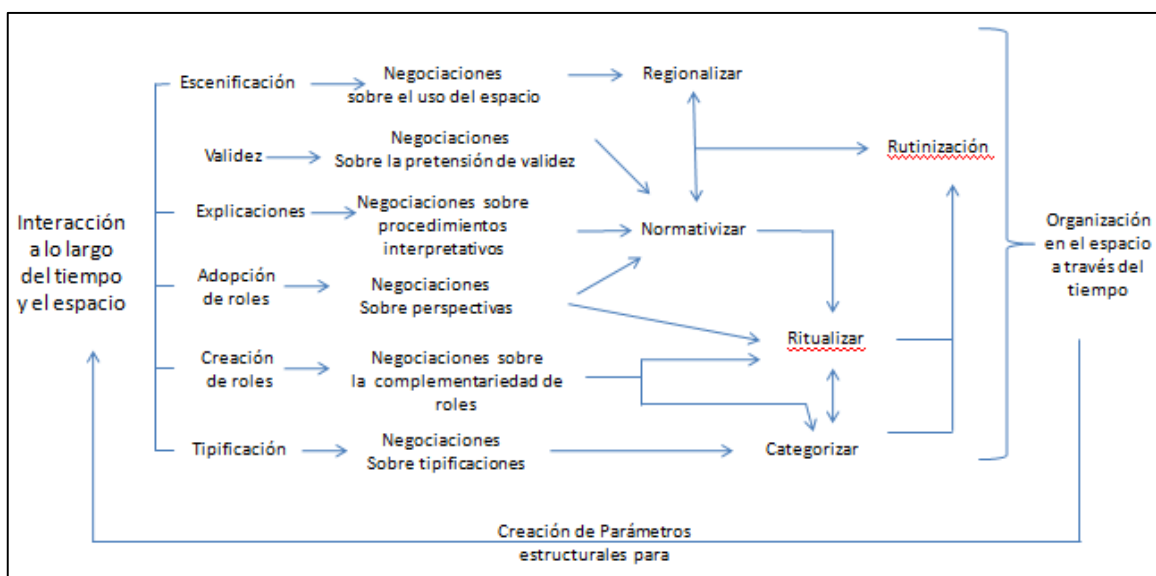 Escenificación
Negociaciones
sobre el uso del espacio
Regionalizar
Validez
Negociaciones
Sobre la pretensión de validez
Rutinización
Interacción
a lo largo
del tiempo
y el espacio
Explicaciones
Negociaciones sobre
procedimientos
interpretativos
Normativizar
Organización
en el espacio
a través del
tiempo
Adopción
de roles
Negociaciones
Sobre perspectivas
Ritualizar
Creación
de roles
Negociaciones sobre
la complementariedad de
roles
Tipificación
Negociaciones
Sobre tipificaciones
Categorizar
Creación de Parámetros
estructurales para